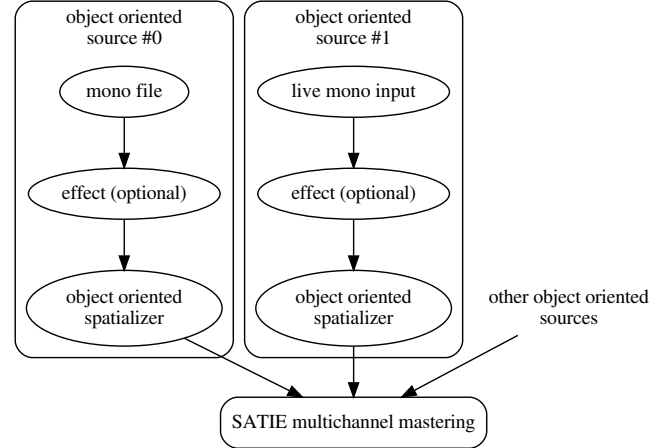 object oriented
source #0
mono file
effect (optional)
object oriented
spatializer
object oriented
source #1
live mono input
effect (optional)
object oriented
spatializer
other object oriented
sources
SATIE multichannel mastering